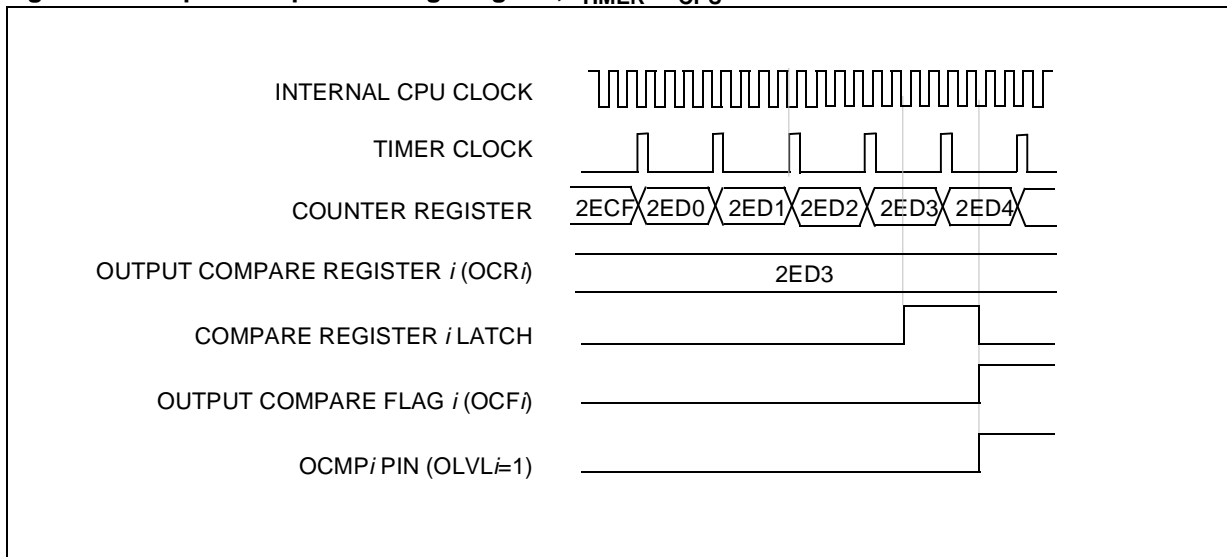 INTERNAL CPU CLOCK
TIMER CLOCK
COUNTER REGISTER
2ECF 2ED0 2ED1 2ED2 2ED3 2ED4
OUTPUT COMPARE REGISTER i (OCRi)
2ED3
COMPARE REGISTER i LATCH
OUTPUT COMPARE FLAG i (OCFi)
OCMPi PIN (OLVLi=1)